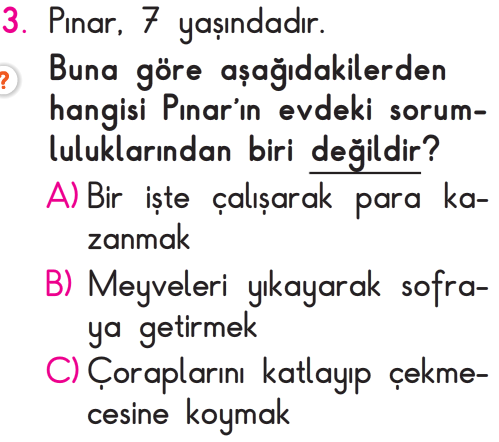 3. Pınar, 7 yaşındadır.
?
Buna göre aşağıdakilerden
hangisi Pınar'ın evdeki sorum-
luluklarından biri değildir?
A) Bir işte çalışarak para ka-
zanmak
B) Meyveleri yıkayarak sofra-
ya getirmek
C) Çoraplarını katlayıp çekme-
cesine koymak